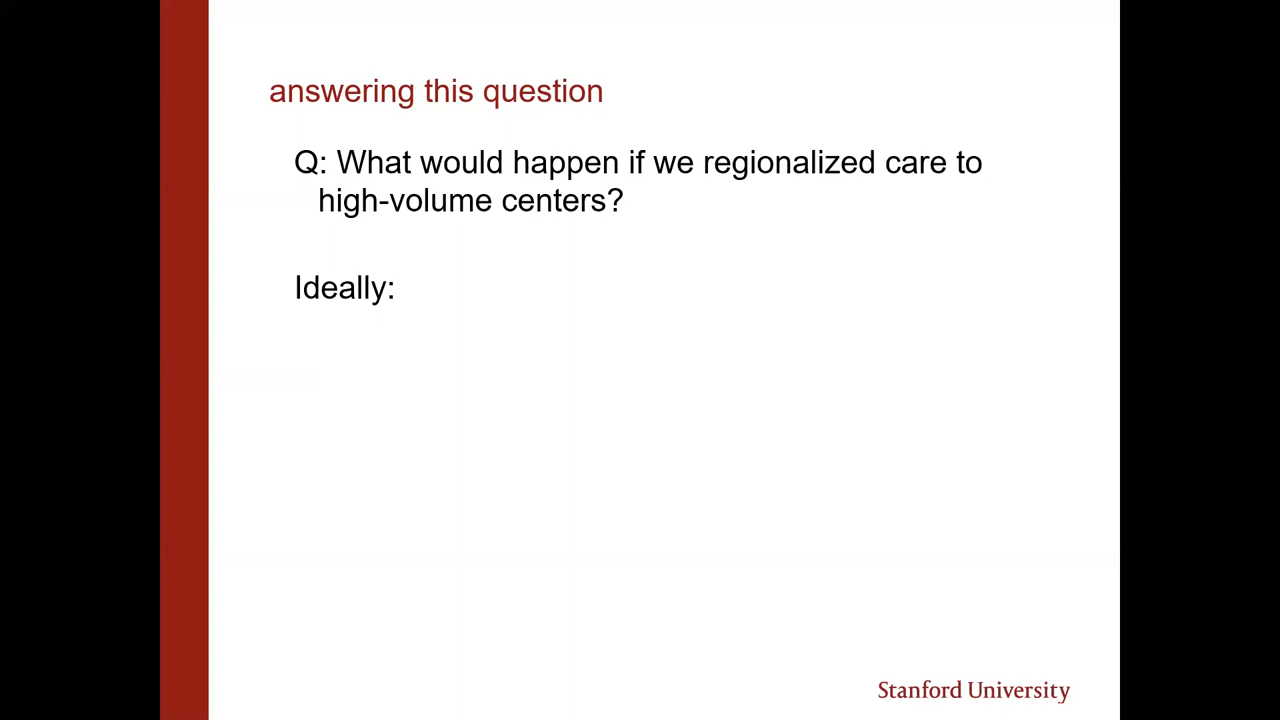 answering this question
Q: What would happen if we regionalized care to
high-volume centers?
Ideally:
Stanford University